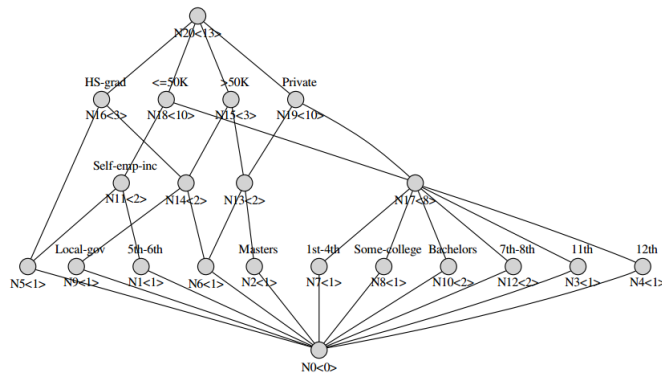 N20<13>
HS-grad <=50K >50K Private
N16<3> N18<10> N15<3> N19<10>
Self-emp-inc
N11<2> N14<2> N13<2> N17<8>
Local-gov 5th-6th Masters 1st-4th Some-college Bachelors 7th-8th 11th 12th
N5<1> N9<1> N1<1> N6<1> N2<1> N7<1> N8<1> N10<2> N12<2> N3<1> N4<1>
N0<0>